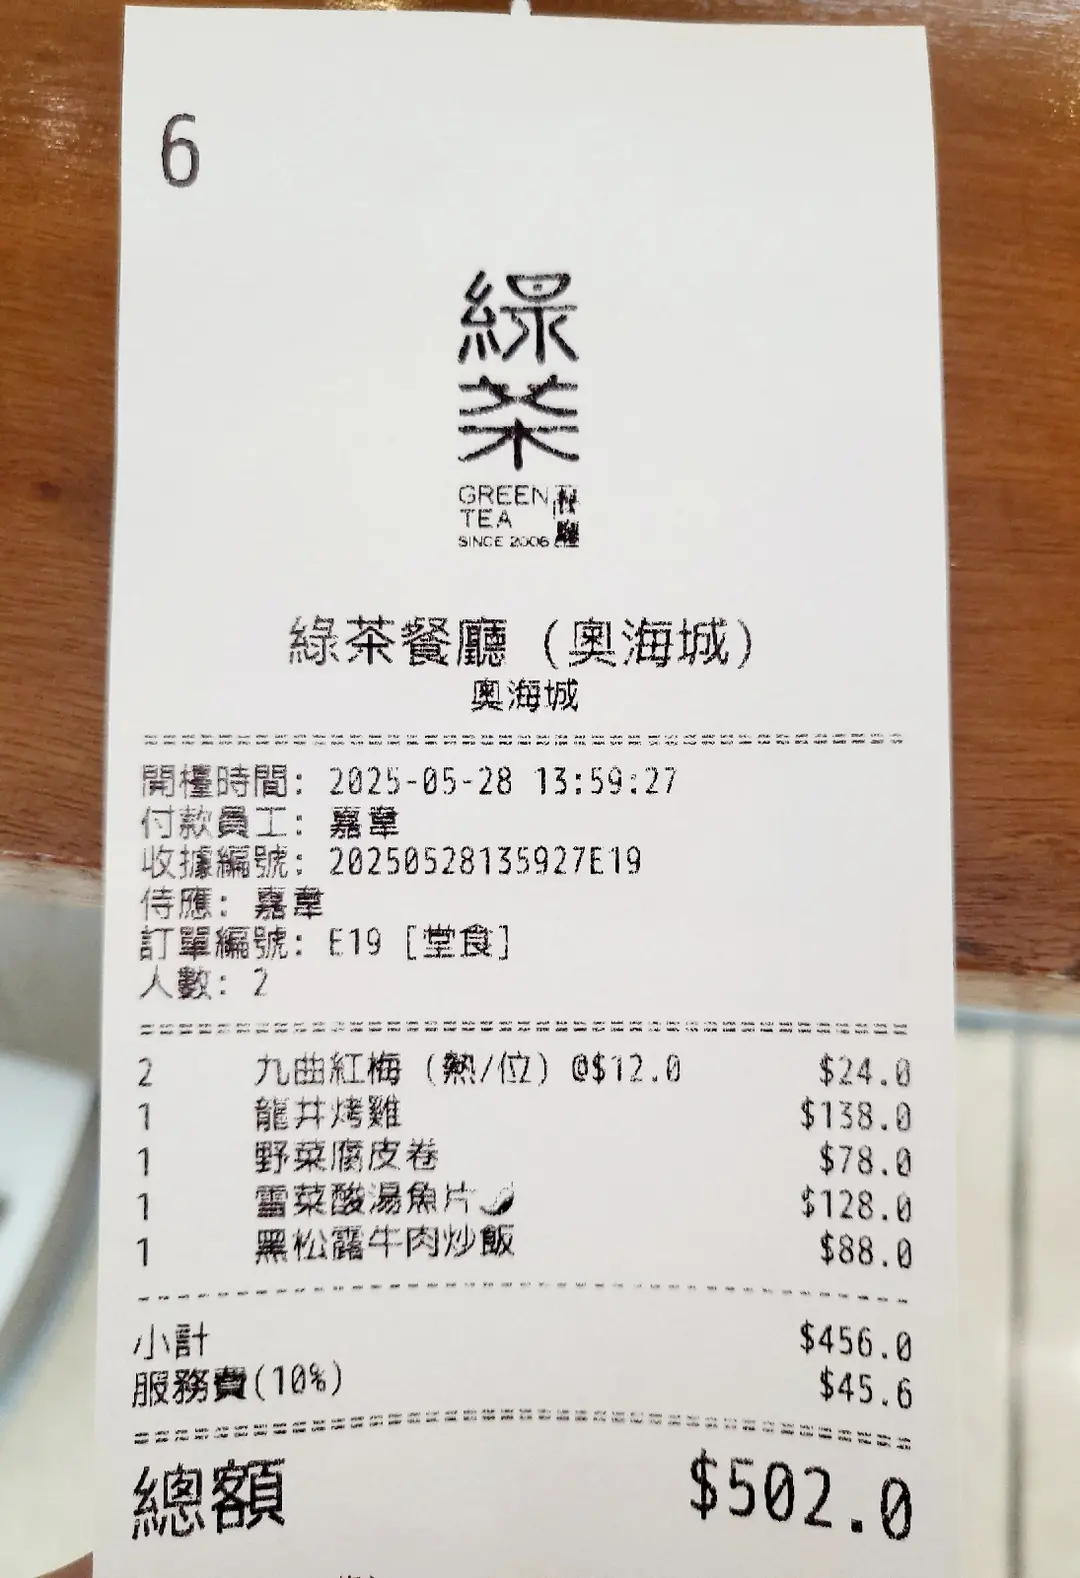 6
綠茶
GREEN
TEA
SINCE 2006
餐廳
綠茶餐廳 (奧海城)
奧海城
開檯時間: 2025-05-28 13:59:27
付款員工: 嘉韋
收據編號: 20250528135927E19
侍應: 嘉韋
訂單編號: E19 [堂食]
人數: 2
2 九曲紅梅 (熱/位) @$12.0 $24.0
1 龍井烤雞 $138.0
1 野菜腐皮卷 $78.0
1 雪菜酸湯魚片🌶 $128.0
1 黑松露牛肉炒飯 $88.0
小計 $456.0
服務費(10%) $45.6
總額 $502.0